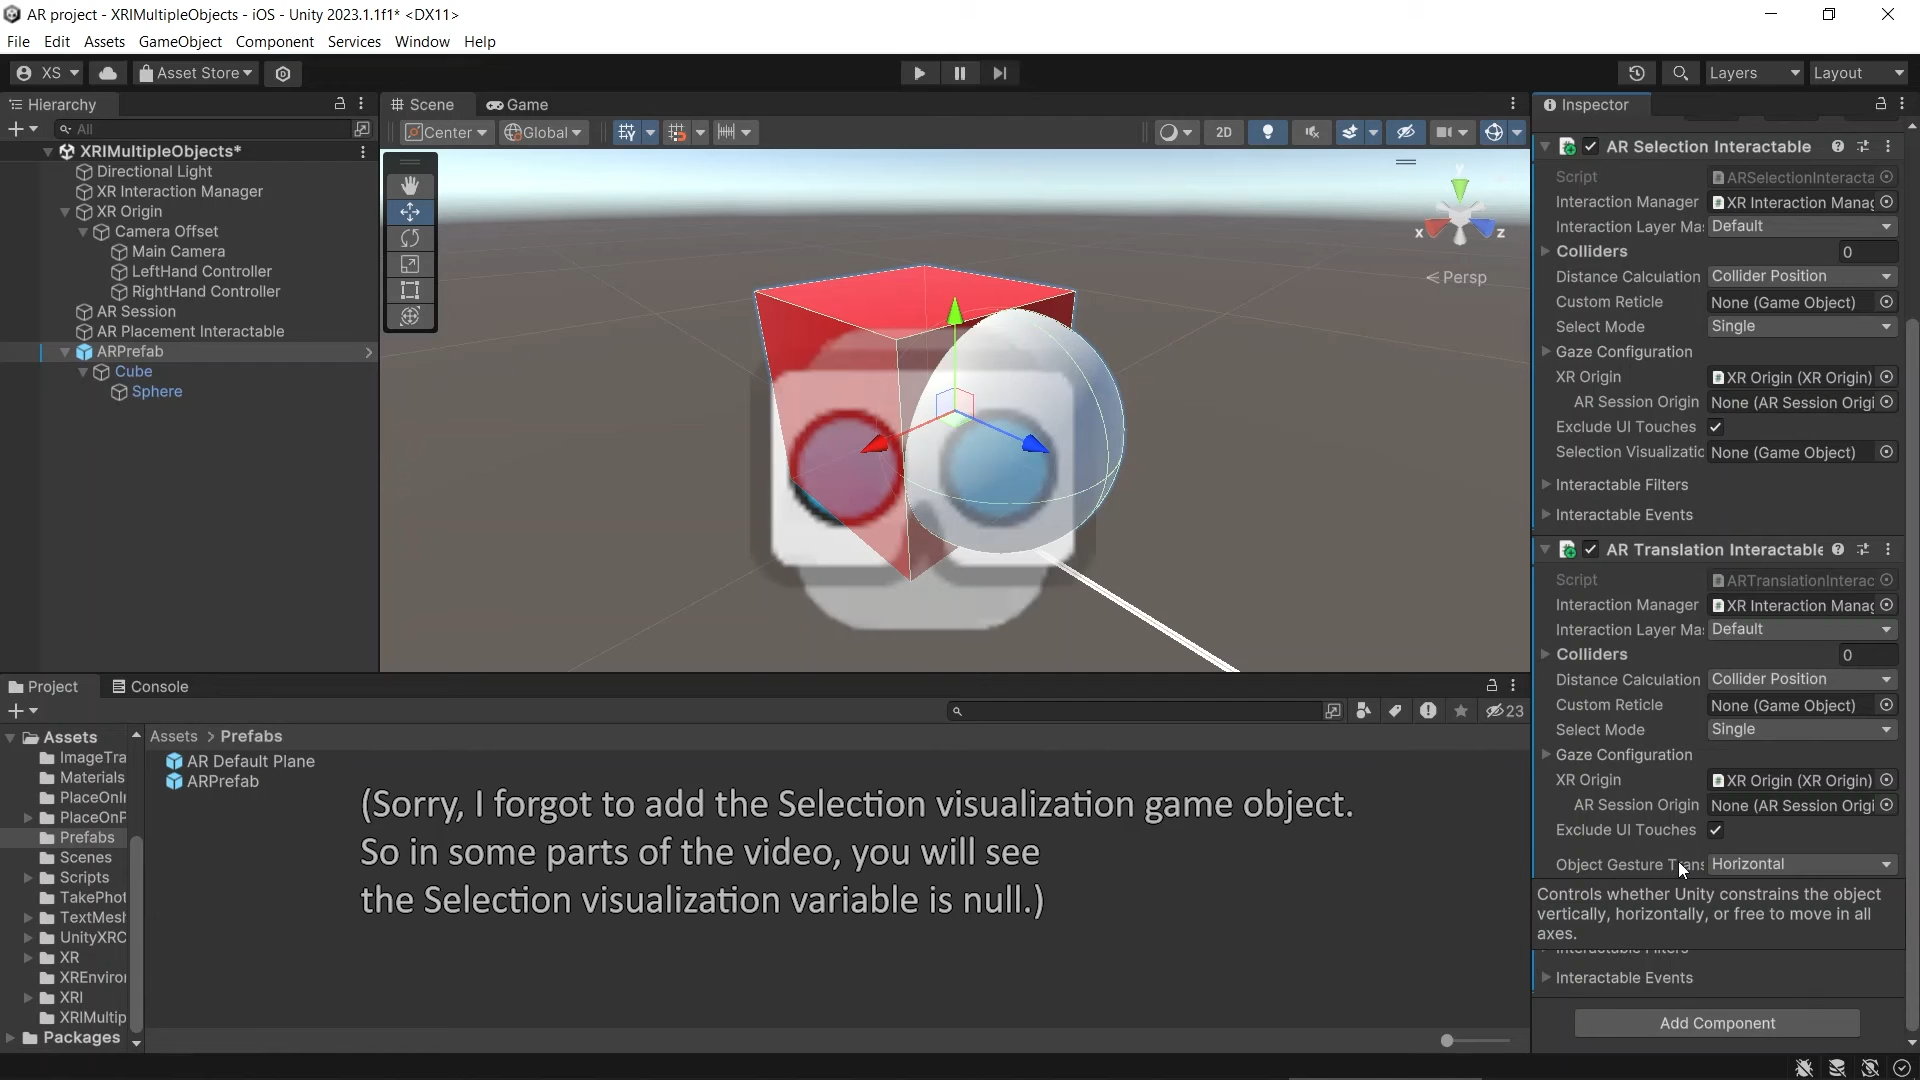 AR project - XRIMultipleObjects - iOS - Unity 2023.1.1f1* <DX11>
File Edit Assets GameObject Component Services Window Help
XS Asset Store Layers Layout
Hierarchy
All
XRIMultipleObjects*
Directional Light
XR Interaction Manager
XR Origin
Camera Offset
Main Camera
LeftHand Controller
RightHand Controller
AR Session
AR Placement Interactable
ARPrefab
Cube
Sphere
Scene Game
Center Global 2D
y
x z
Persp
Project Console
23
Assets
ImageTra
Materials
PlaceOnIr
PlaceOnP
Prefabs
Scenes
Scripts
TakePhot
TextMesh
UnityXRC
XR
XREnviror
XRI
XRIMultip
Packages
Assets > Prefabs
AR Default Plane
ARPrefab
(Sorry, I forgot to add the Selection visualization game object.
So in some parts of the video, you will see
the Selection visualization variable is null.)
Inspector
AR Selection Interactable
Script ARSelectionInteracta
Interaction Manager XR Interaction Manag
Interaction Layer Ma: Default
Colliders 0
Distance Calculation Collider Position
Custom Reticle None (Game Object)
Select Mode Single
Gaze Configuration
XR Origin XR Origin (XR Origin)
AR Session Origin None (AR Session Origi
Exclude UI Touches
Selection Visualizatic None (Game Object)
Interactable Filters
Interactable Events
AR Translation Interactable
Script ARTranslationInterac
Interaction Manager XR Interaction Manag
Interaction Layer Ma: Default
Colliders 0
Distance Calculation Collider Position
Custom Reticle None (Game Object)
Select Mode Single
Gaze Configuration
XR Origin XR Origin (XR Origin)
AR Session Origin None (AR Session Origi
Exclude UI Touches
Object Gesture Trans Horizontal
Controls whether Unity constrains the object
vertically, horizontally, or free to move in all
axes.
Interactable Filters
Interactable Events
Add Component